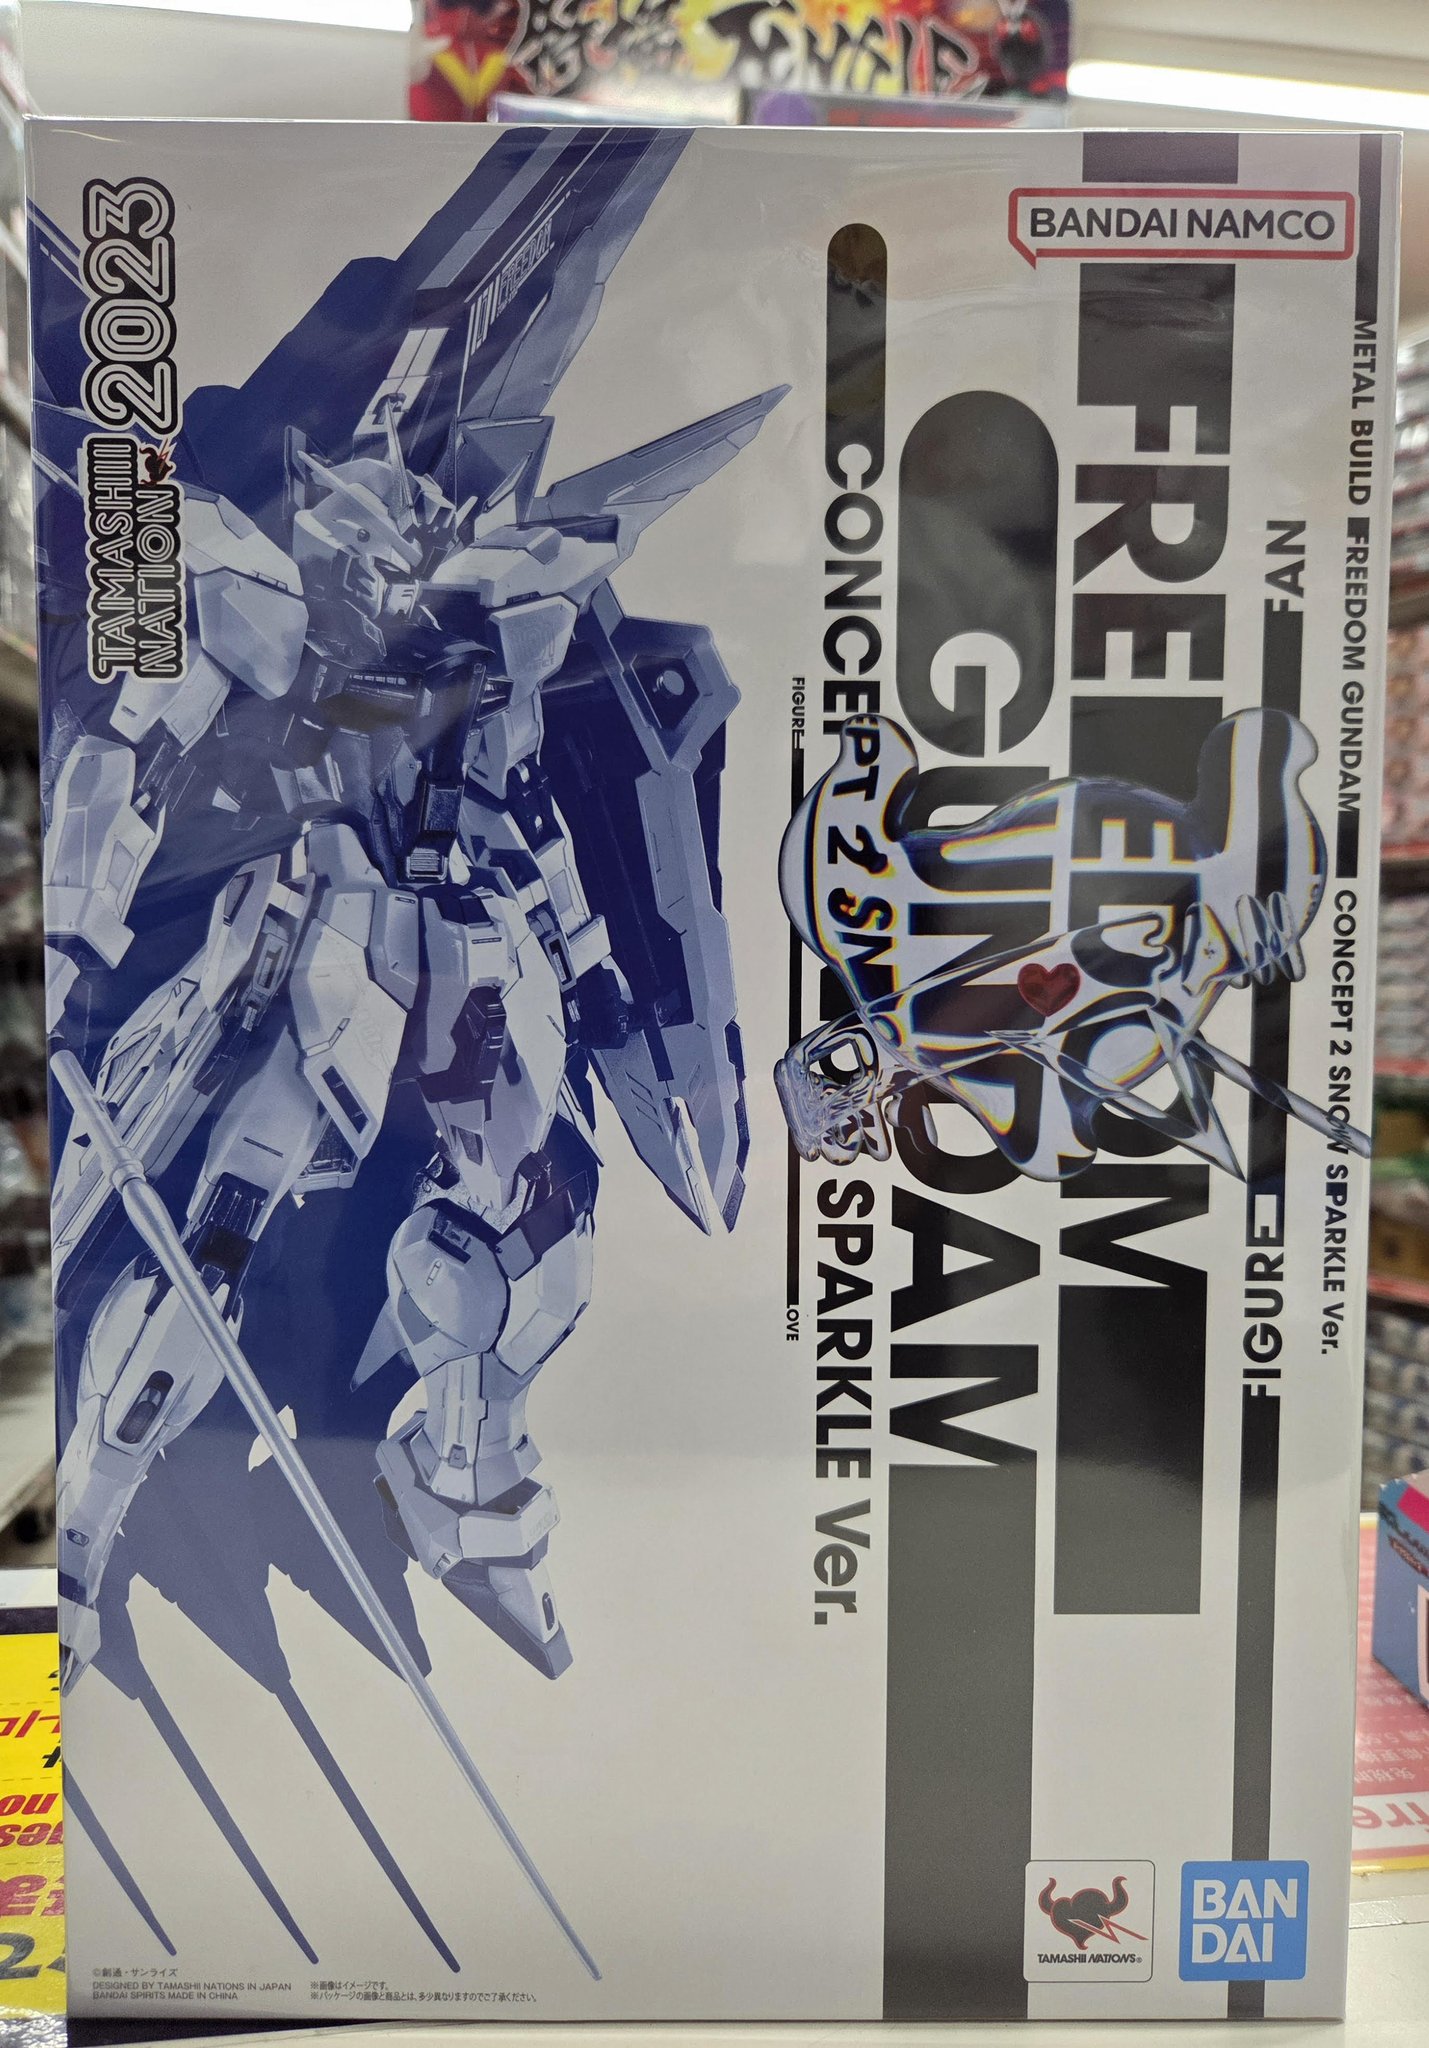 BANDAI NAMCO
TAMASHII
NATION
2023
METAL BUILD FREEDOM GUNDAM CONCEPT 2 SNOW SPARKLE Ver.
FAN
FIGURE
FREEDOM
GUNDAM
CONCEPT 2 SNOW SPARKLE Ver.
FIGURE
LOVE
FREEDOM
TAMASHII NATIONS®
BAN
DAI
©創通・サンライズ
DESIGNED BY TAMASHII NATIONS IN JAPAN
BANDAI SPIRITS MADE IN CHINA
※画像はイメージです。
※パッケージの画像と商品とは、多少異なりますのでご了承ください。